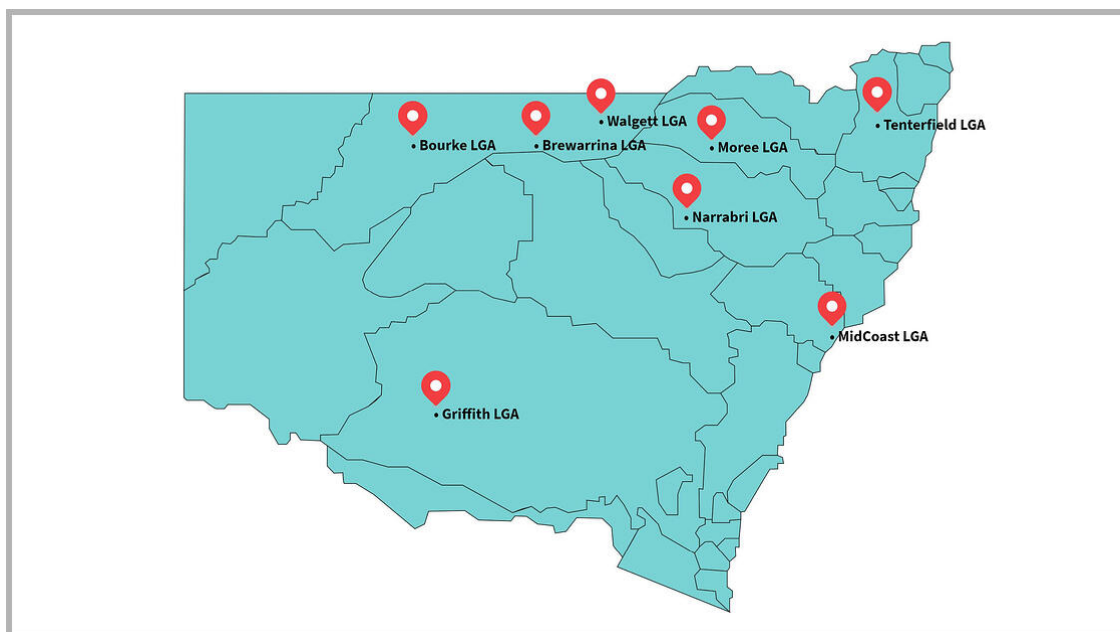 Walgett LGA
Tenterfield LGA
Bourke LGA
Brewarrina LGA
Moree LGA
Narrabri LGA
MidCoast LGA
Griffith LGA